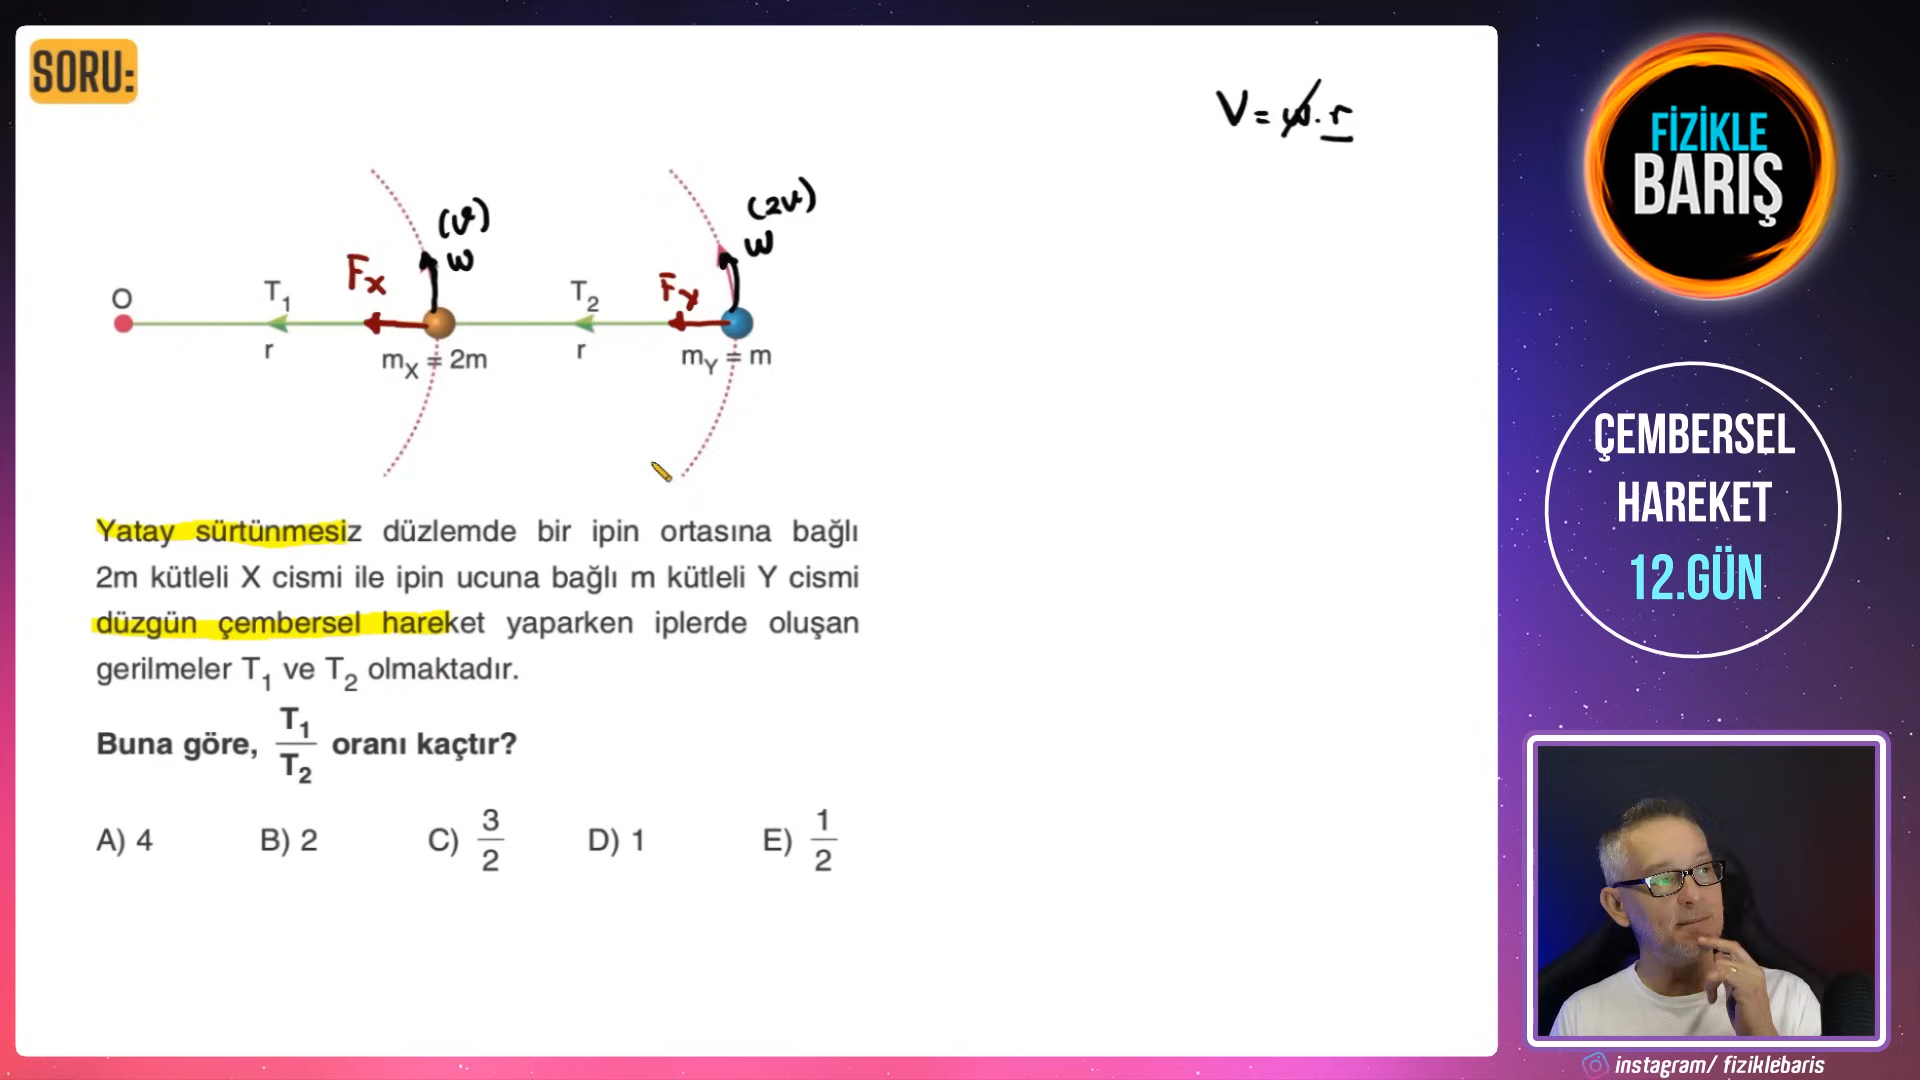 SORU:
V = ω . r
(v)
(2v)
ω
ω
Fx
Fy
O
T1
T2
r
r
mX = 2m
mY = m
Yatay sürtünmesiz düzlemde bir ipin ortasına bağlı
2m kütleli X cismi ile ipin ucuna bağlı m kütleli Y cismi
düzgün çembersel hareket yaparken iplerde oluşan
gerilmeler T1 ve T2 olmaktadır.
Buna göre, T1/T2 oranı kaçtır?
A) 4 B) 2 C) 3/2 D) 1 E) 1/2
FİZİKLE
BARIŞ
ÇEMBERSEL
HAREKET
12.GÜN
instagram/ fiziklebaris